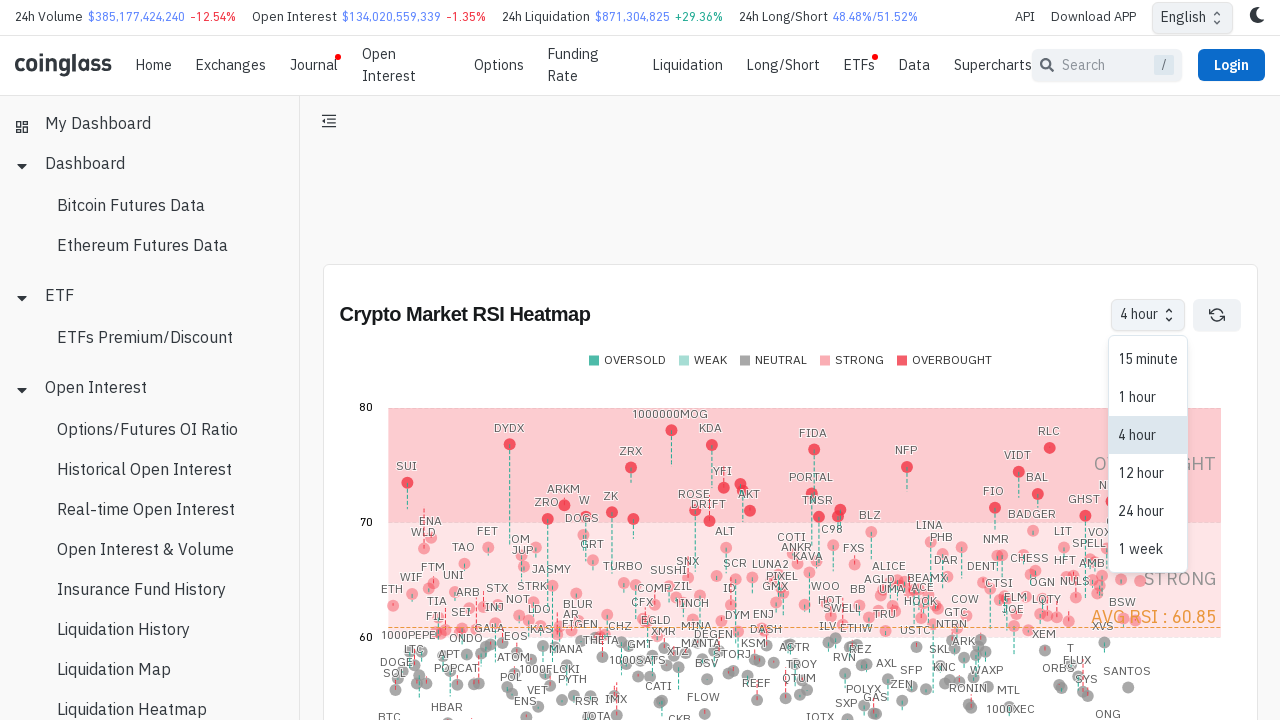 24h Volume $385,177,424,240 -12.54% Open Interest $134,020,559,339 -1.35% 24h Liquidation $871,304,825 +29.36% 24h Long/Short 48.48%/51.52% API Download APP English
coinglass Home Exchanges Journal Open Interest Options Funding Rate Liquidation Long/Short ETFs Data Supercharts Search / Login
My Dashboard
Dashboard
Bitcoin Futures Data
Ethereum Futures Data
ETF
ETFs Premium/Discount
Open Interest
Options/Futures OI Ratio
Historical Open Interest
Real-time Open Interest
Open Interest & Volume
Insurance Fund History
Liquidation History
Liquidation Map
Liquidation Heatmap
Crypto Market RSI Heatmap
4 hour
15 minute
1 hour
4 hour
12 hour
24 hour
1 week
OVERSOLD WEAK NEUTRAL STRONG OVERBOUGHT
80
1000000MOG
DYDX KDA FIDA RLC
ZRX NFP VIDT
SUI YFI PORTAL BAL
ARKM ROSE AKT FIO GHST
ZRO W ZK DRIFT TNSR
ENA DOGS BLZ BADGER
70
WLD FET ALT C98 LINA LIT
OM GRT COTI PHB NMR SPELL
TAO JUP ANKR FXS
FTM JASMY TURBO SNX SCR KAVA DAR CHESS HFT
WIF UNI SUSHI LUNA2 ALICE DENT
STX STRK COMP ZIL ID PIXEL WOO AGLD BEAMX CTSI OGN
TIA ARB NOT CFX 1INCH GMX BB UMA ACE ELM LQTY
SEI INJ LDO BLUR HOT HOOK COW BSW
FIL AR EGLD DYM ENJ SWELL TRU GTC JOE
GALA KAS EIGEN CHZ MINA DASH ILV ETHW NTRN XVS
AVG RSI : 60.85
STRONG
60
1000PEPE ONDO EOS THETA XMR DEGEN USTC XEM
LTC GMT MANTA KSM ASTR REZ ARK T
APT ATOM MANA XTZ STORJ RVN SKL FLUX
DOGE 1000SATS BSV TROY AXL KNC
SOL POPCAT 1000FLOKI SFP WAXP ORBS SANTOS
POL PYTH CATI REEF QTUM ZEN SYS
VET POLYX RONIN MTL
HBAR ENS RSR IMX FLOW SXP GAS 1000XEC
BTC IOTA CKB IOTX ONG
ETH